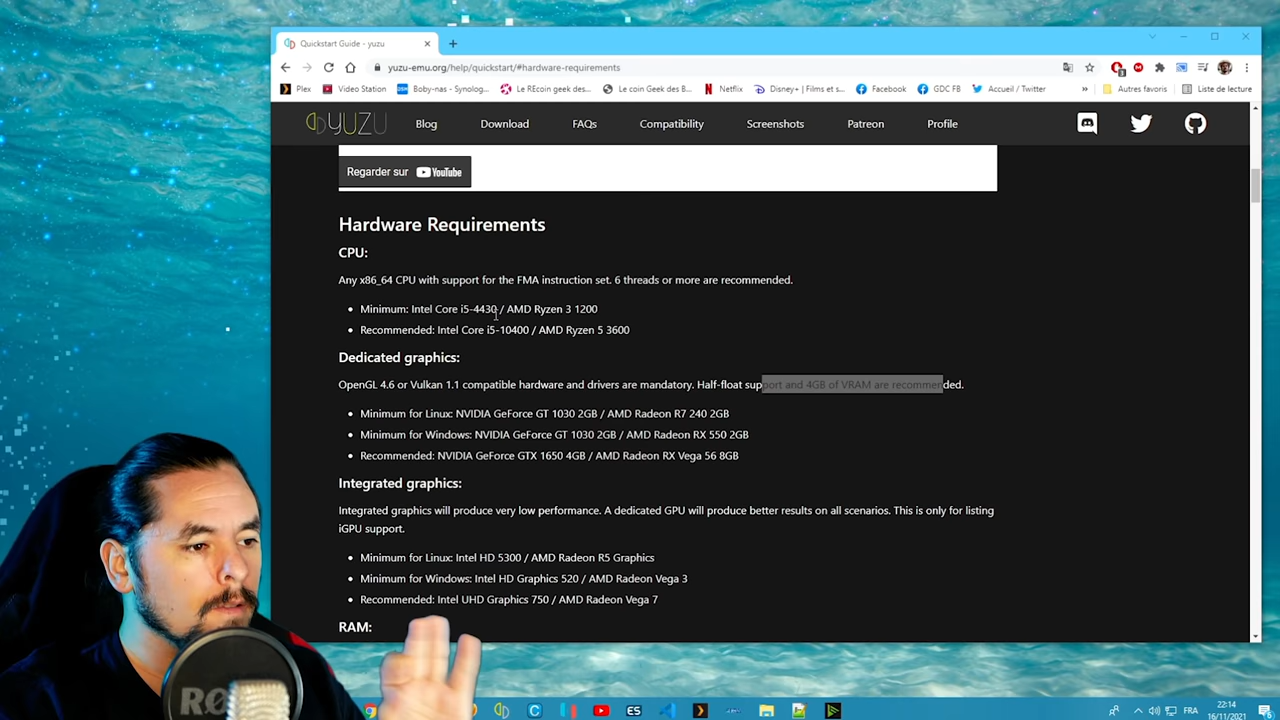 Quickstart Guide - yuzu
yuzu-emu.org/help/quickstart/#hardware-requirements
Plex
Video Station
Boby-nas - Synolog...
Le REcoin geek des...
Le coin Geek des B...
Netflix
Disney+ | Films et s...
Facebook
GDC FB
Accueil / Twitter
»
Autres favoris
Liste de lecture
YUZU
Blog
Download
FAQs
Compatibility
Screenshots
Patreon
Profile
Regarder sur YouTube
Hardware Requirements
CPU:
Any x86_64 CPU with support for the FMA instruction set. 6 threads or more are recommended.
• Minimum: Intel Core i5-4430 / AMD Ryzen 3 1200
• Recommended: Intel Core i5-10400 / AMD Ryzen 5 3600
Dedicated graphics:
OpenGL 4.6 or Vulkan 1.1 compatible hardware and drivers are mandatory. Half-float support and 4GB of VRAM are recommended.
• Minimum for Linux: NVIDIA GeForce GT 1030 2GB / AMD Radeon R7 240 2GB
• Minimum for Windows: NVIDIA GeForce GT 1030 2GB / AMD Radeon RX 550 2GB
• Recommended: NVIDIA GeForce GTX 1650 4GB / AMD Radeon RX Vega 56 8GB
Integrated graphics:
Integrated graphics will produce very low performance. A dedicated GPU will produce better results on all scenarios. This is only for listing
iGPU support.
• Minimum for Linux: Intel HD 5300 / AMD Radeon R5 Graphics
• Minimum for Windows: Intel HD Graphics 520 / AMD Radeon Vega 3
• Recommended: Intel UHD Graphics 750 / AMD Radeon Vega 7
RAM:
ES
FRA
22:14
16/11/2021